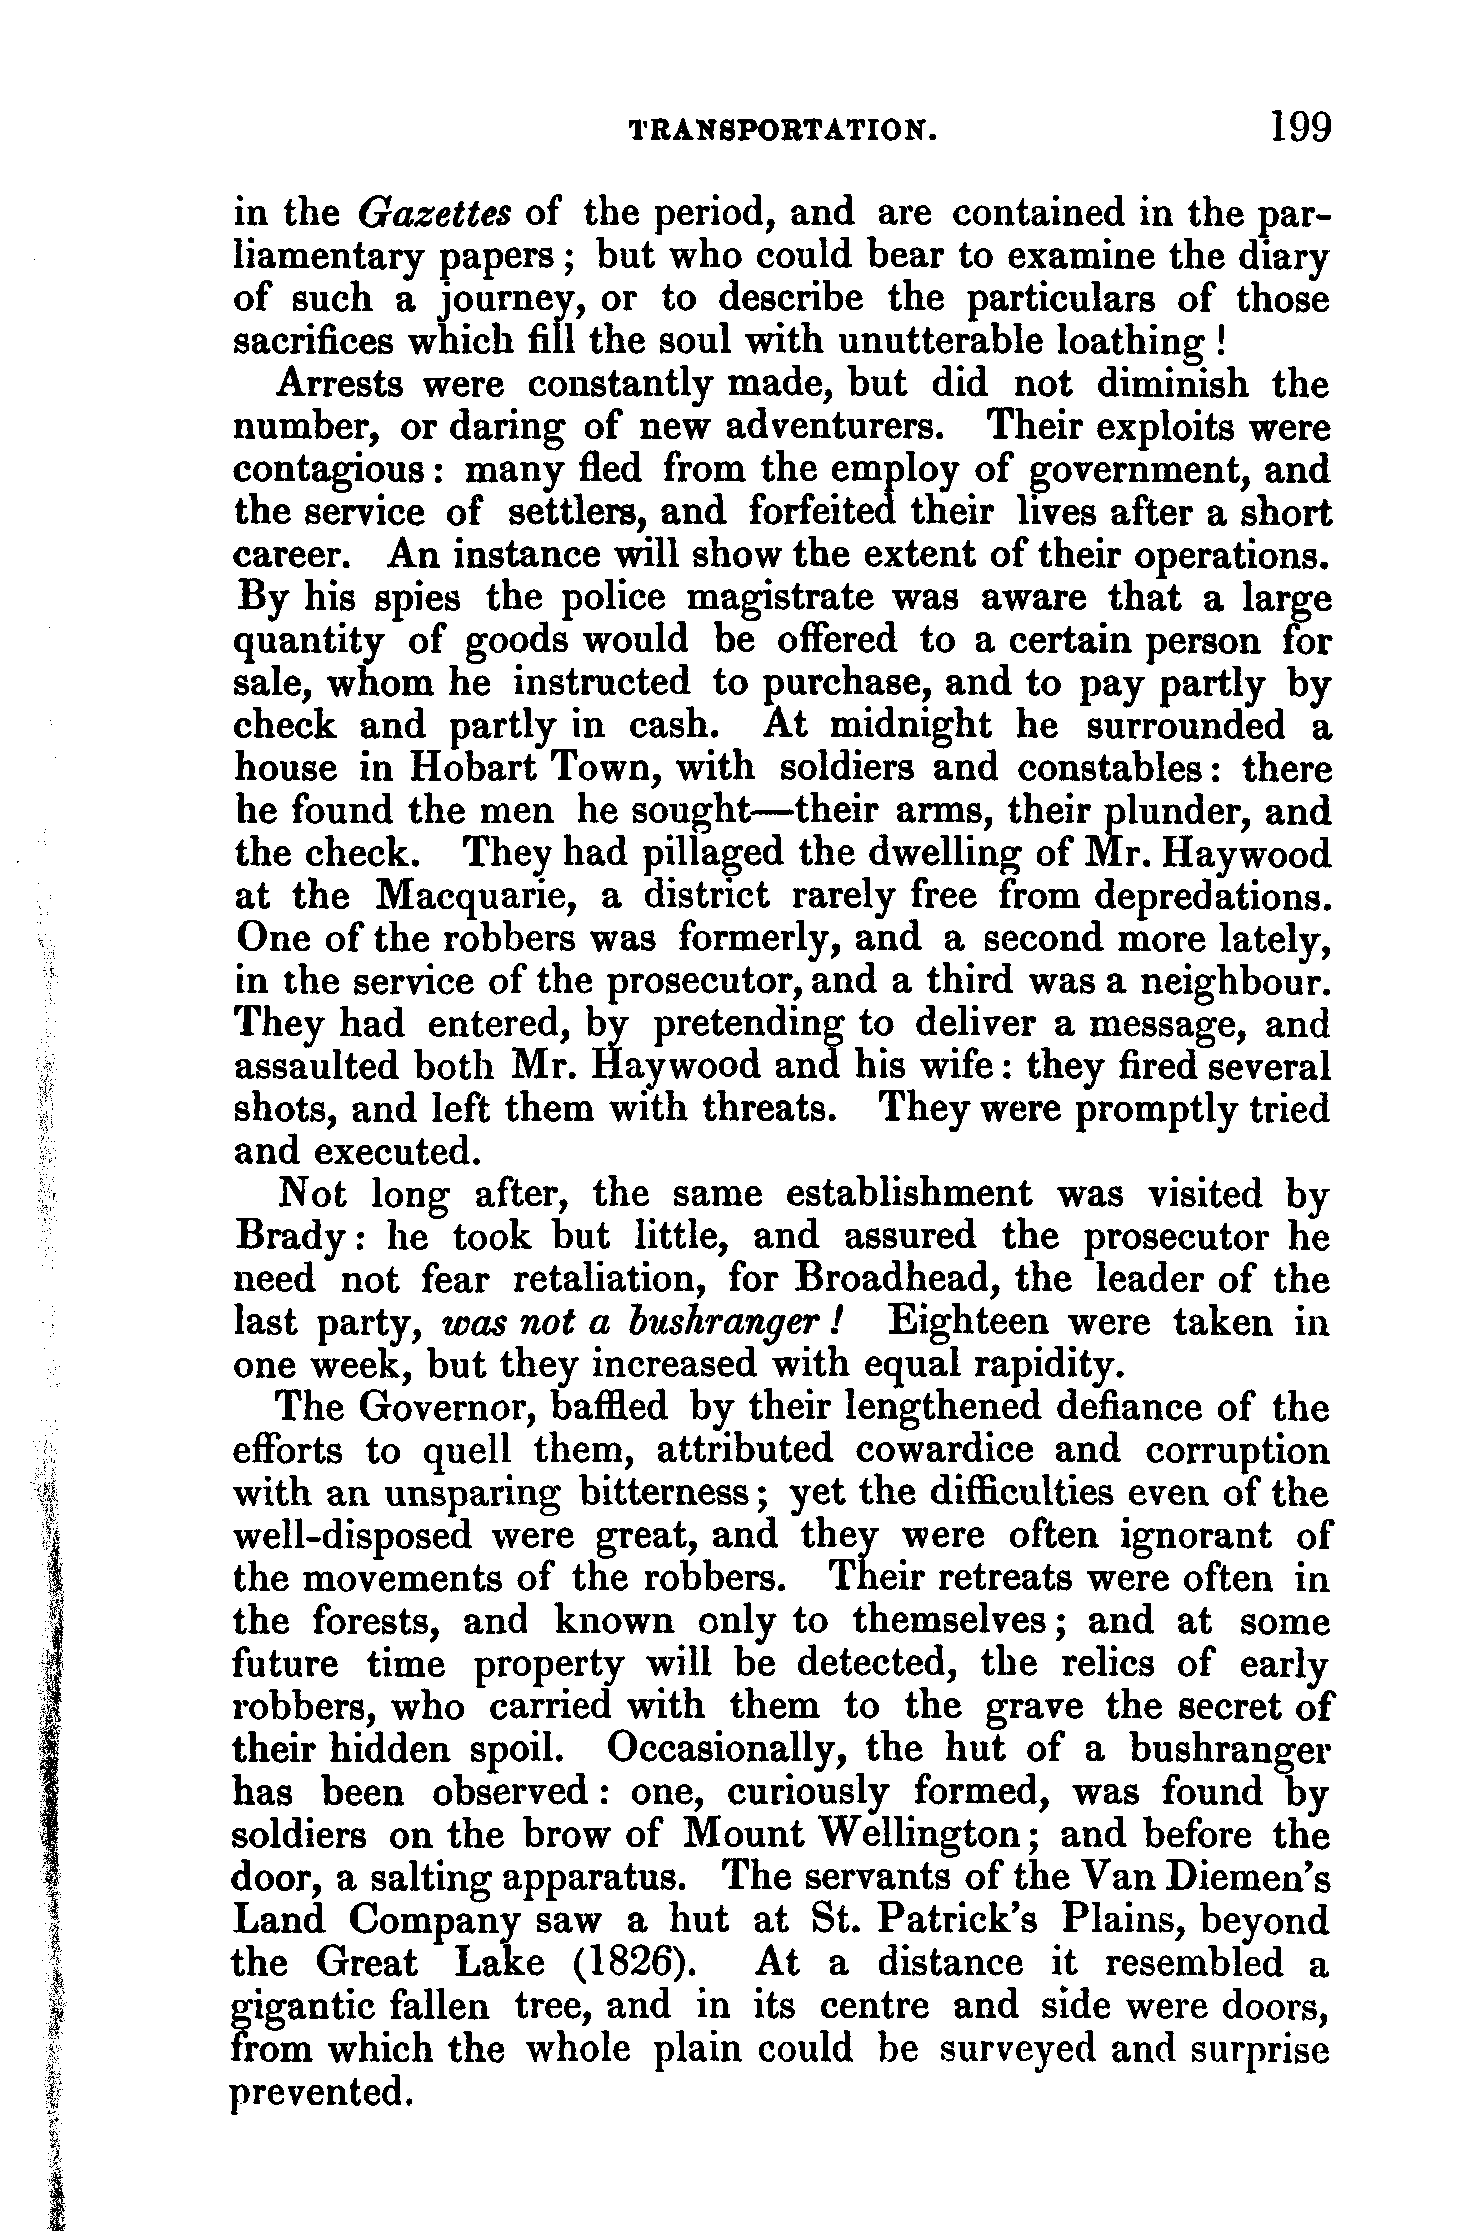 TRANSPORTATION. 199
in the Gazettes of the period, and are contained in the par-
liamentary papers ; but who could bear to examine the diary
of such a journey, or to describe the particulars of those
sacrifices which fill the soul with unutterable loathing !
Arrests were constantly made, but did not diminish the
number, or daring of new adventurers. Their exploits were
contagious : many fled from the employ of government, and
the service of settlers, and forfeited their lives after a short
career. An instance will show the extent of their operations.
By his spies the police magistrate was aware that a large
quantity of goods would be offered to a certain person for
sale, whom he instructed to purchase, and to pay partly by
check and partly in cash. At midnight he surrounded a
house in Hobart Town, with soldiers and constables : there
he found the men he sought—their arms, their plunder, and
the check. They had pillaged the dwelling of Mr. Haywood
at the Macquarie, a district rarely free from depredations.
One of the robbers was formerly, and a second more lately,
in the service of the prosecutor, and a third was a neighbour.
They had entered, by pretending to deliver a message, and
assaulted both Mr. Haywood and his wife : they fired several
shots, and left them with threats. They were promptly tried
and executed.
Not long after, the same establishment was visited by
Brady : he took but little, and assured the prosecutor he
need not fear retaliation, for Broadhead, the leader of the
last party, was not a bushranger ! Eighteen were taken in
one week, but they increased with equal rapidity.
The Governor, baffled by their lengthened defiance of the
efforts to quell them, attributed cowardice and corruption
with an unsparing bitterness ; yet the difficulties even of the
well-disposed were great, and they were often ignorant of
the movements of the robbers. Their retreats were often in
the forests, and known only to themselves ; and at some
future time property will be detected, the relics of early
robbers, who carried with them to the grave the secret of
their hidden spoil. Occasionally, the hut of a bushranger
has been observed : one, curiously formed, was found by
soldiers on the brow of Mount Wellington ; and before the
door, a salting apparatus. The servants of the Van Diemen's
Land Company saw a hut at St. Patrick's Plains, beyond
the Great Lake (1826). At a distance it resembled a
gigantic fallen tree, and in its centre and side were doors,
from which the whole plain could be surveyed and surprise
prevented.